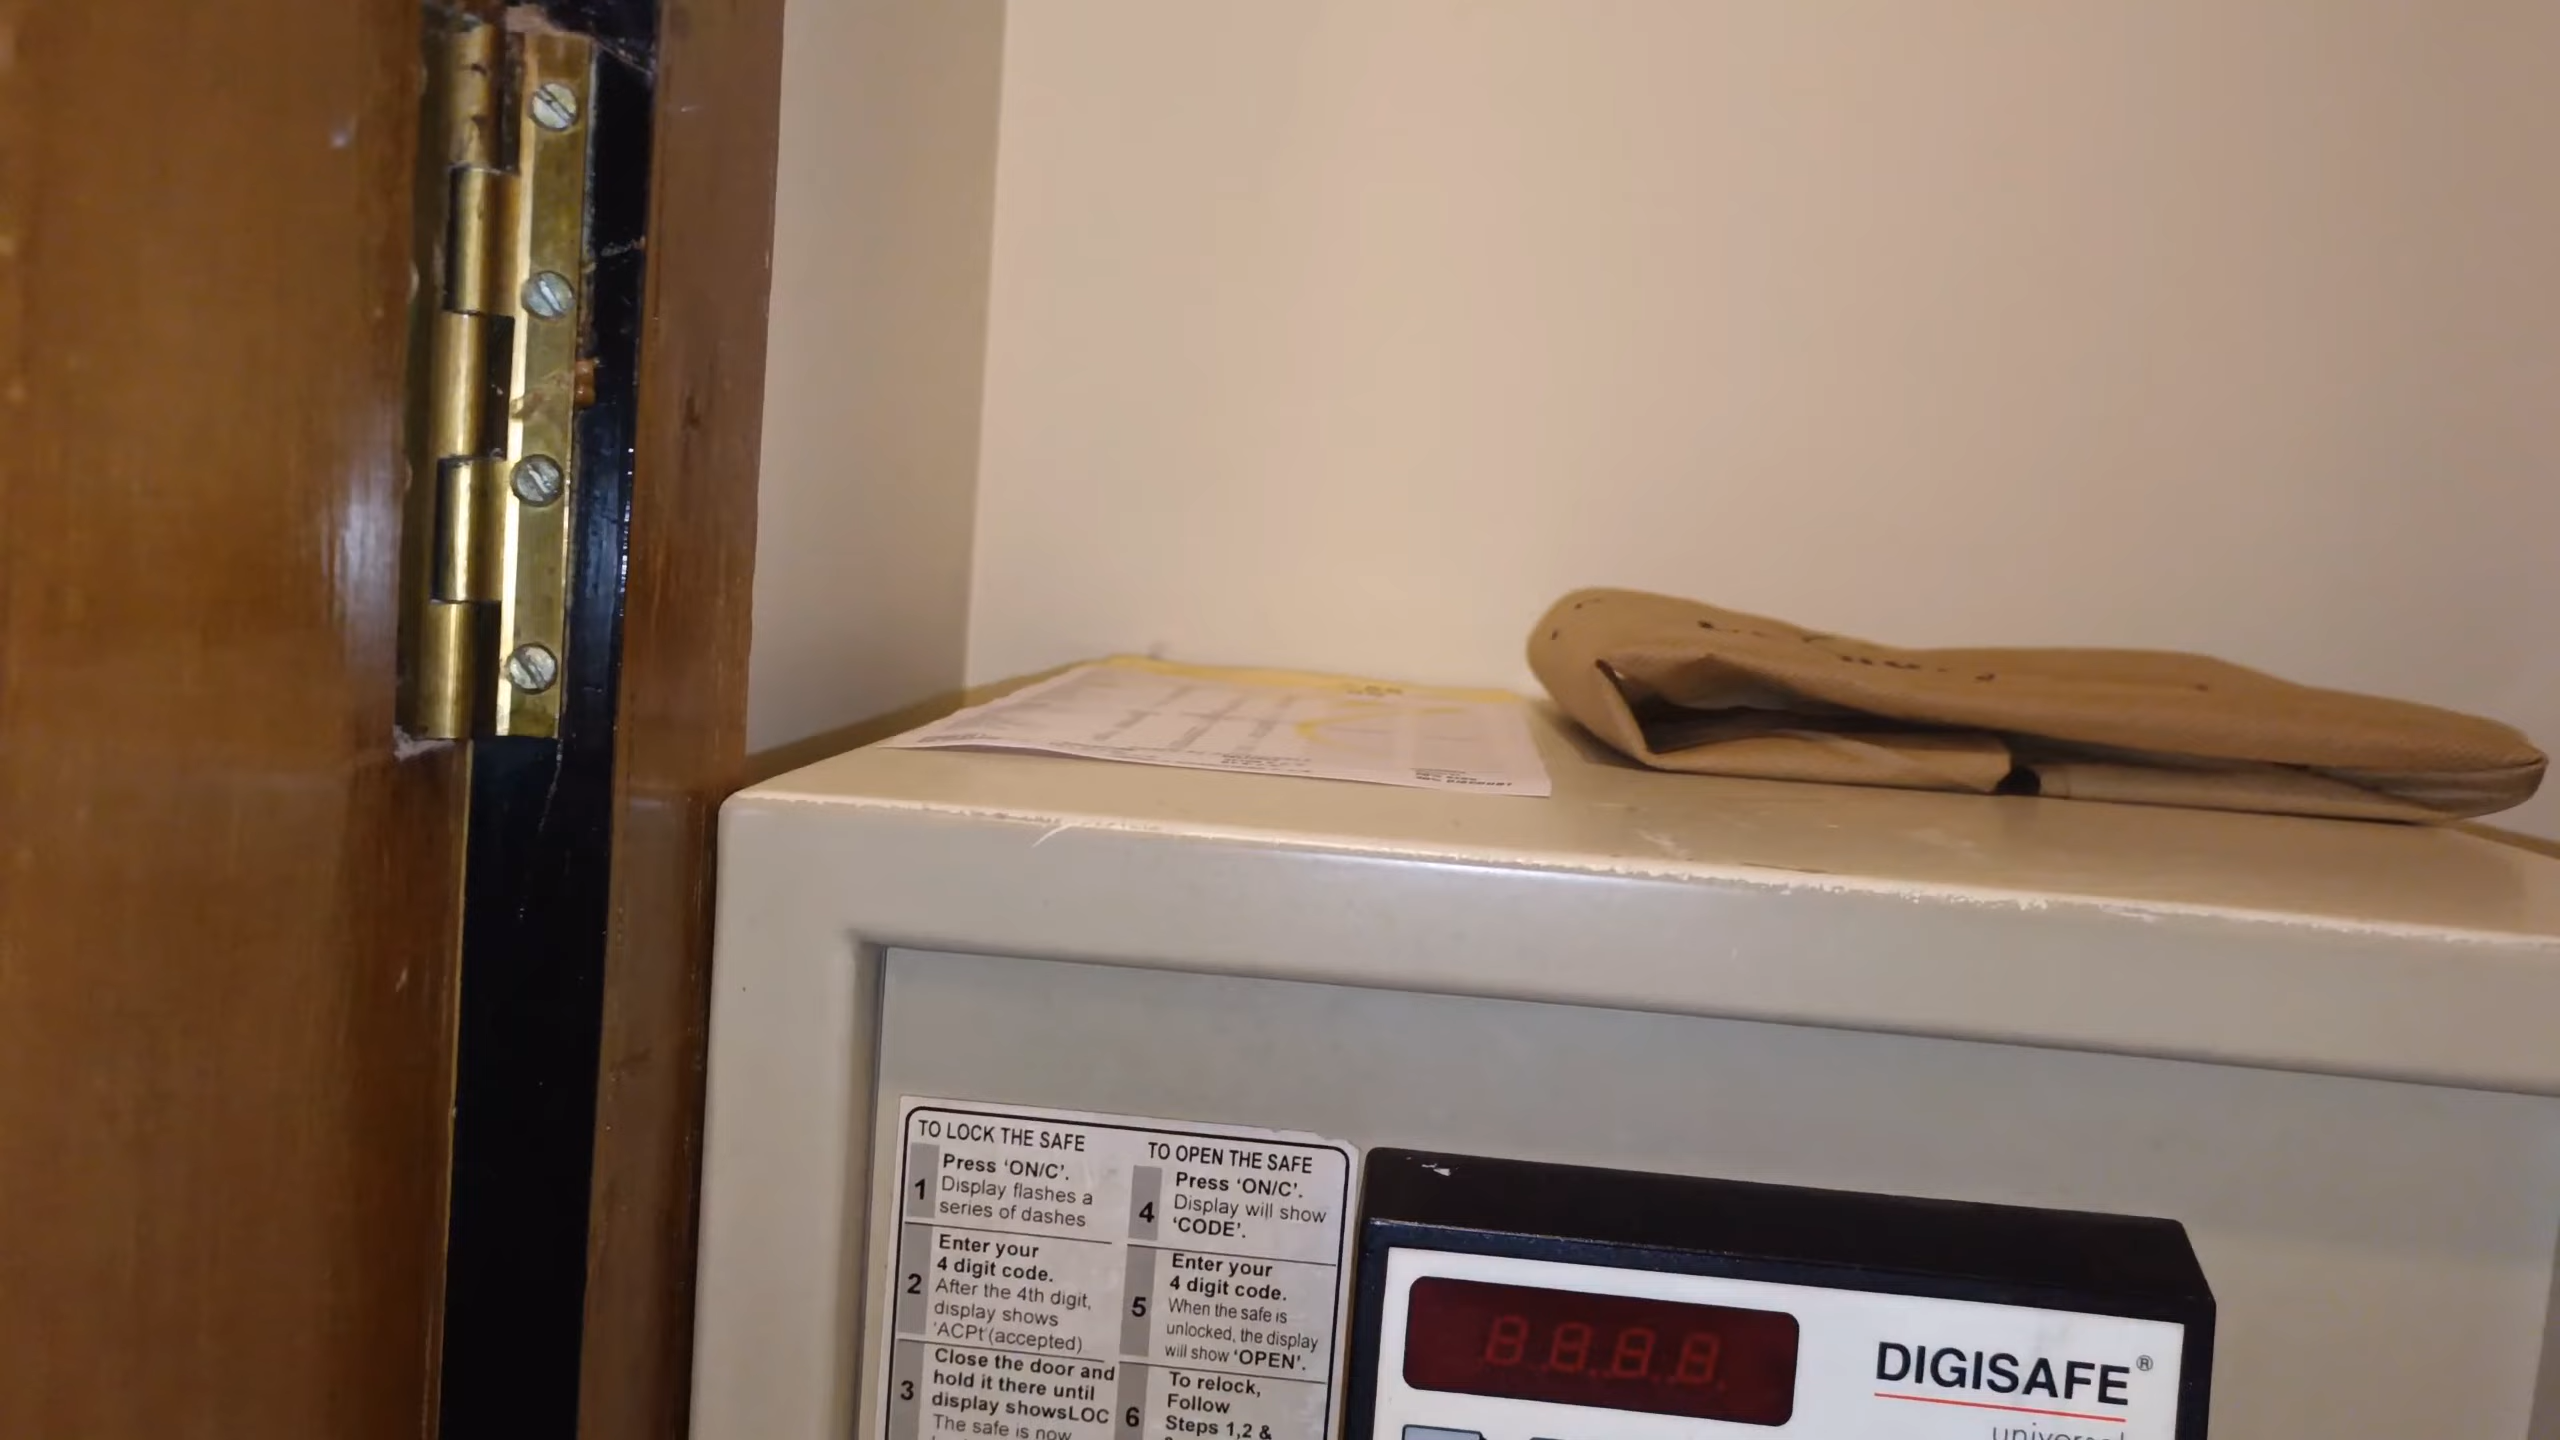 TO LOCK THE SAFE
1
Press ‘ON/C’.
Display flashes a
series of dashes
2
Enter your
4 digit code.
After the 4th digit,
display shows
‘ACPt’(accepted)
3
Close the door and
hold it there until
display showsLOC
The safe is now
TO OPEN THE SAFE
4
Press ‘ON/C’.
Display will show
‘CODE’.
5
Enter your
4 digit code.
When the safe is
unlocked, the display
will show ‘OPEN’.
6
To relock,
Follow
Steps 1,2 &
DIGISAFE®
universal